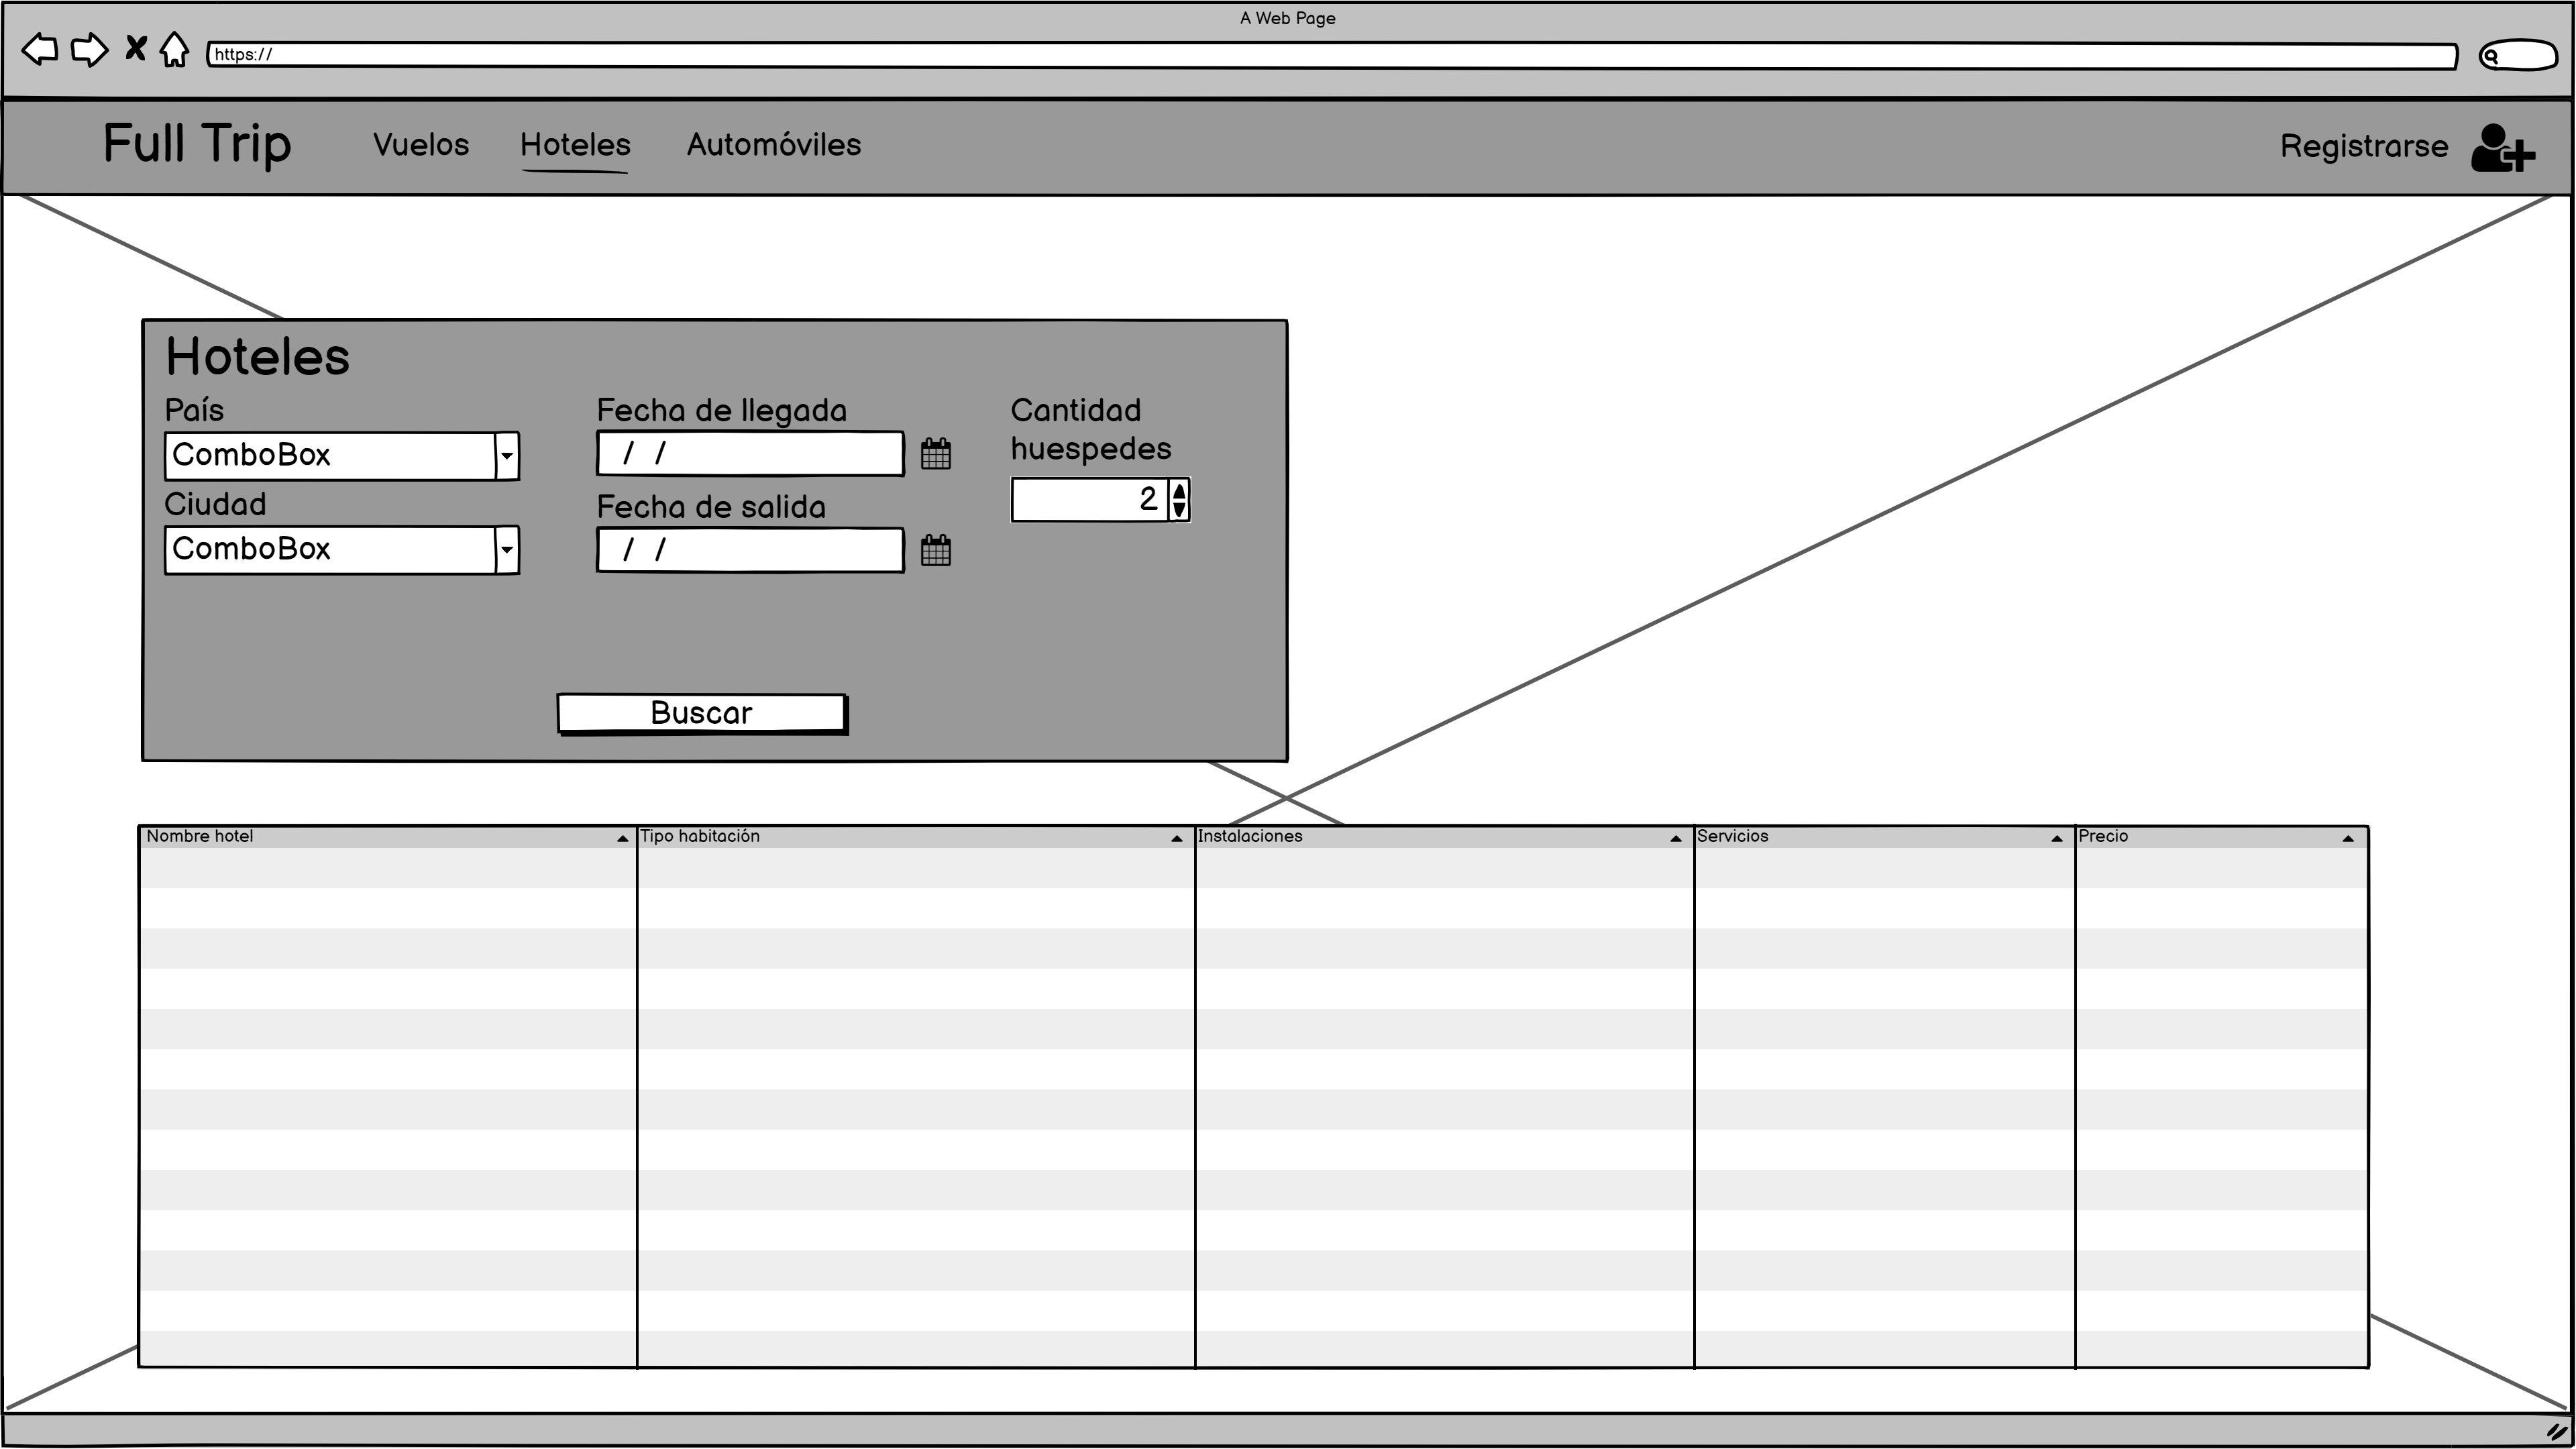 A Web Page
https://
Full Trip
Vuelos
Hoteles
Automóviles
Registrarse
Hoteles
País
ComboBox
Ciudad
ComboBox
Fecha de llegada
/ /
Fecha de salida
/ /
Cantidad
huespedes
2
Buscar
Nombre hotel
Tipo habitación
Instalaciones
Servicios
Precio